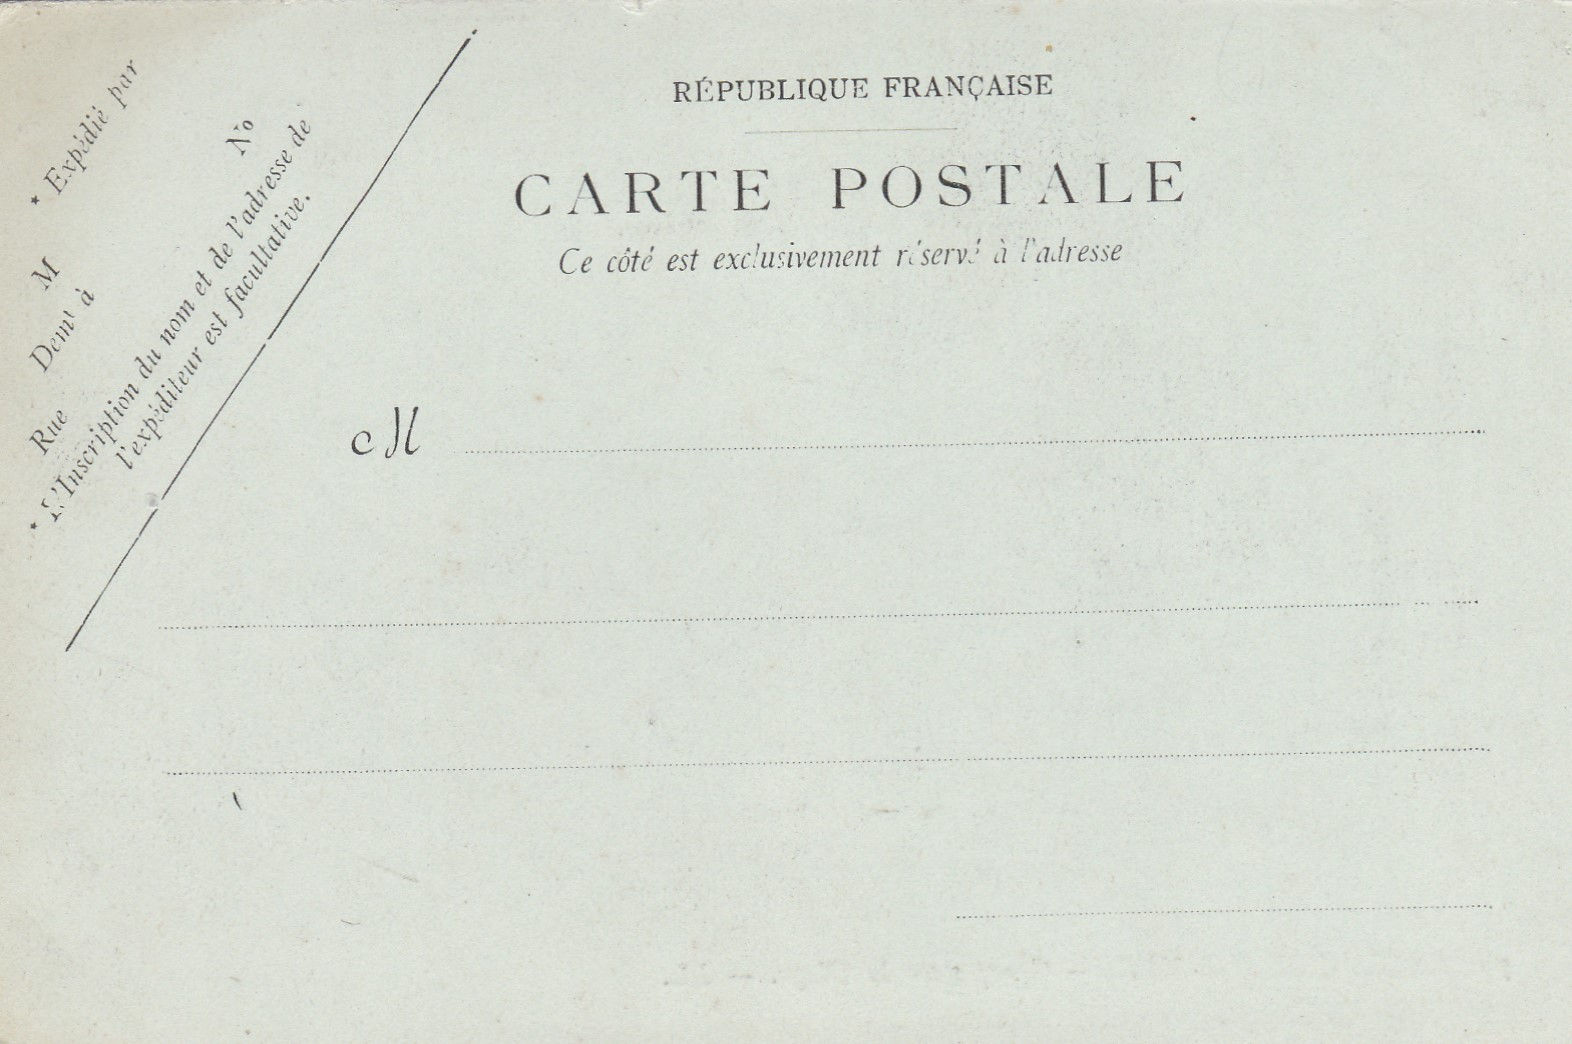 * Expédié par
M
Demt à
Rue
No
* L'Inscription du nom et de l'adresse de
l'expéditeur est facultative.
RÉPUBLIQUE FRANÇAISE
CARTE POSTALE
Ce côté est exclusivement réservé à l'adresse
M